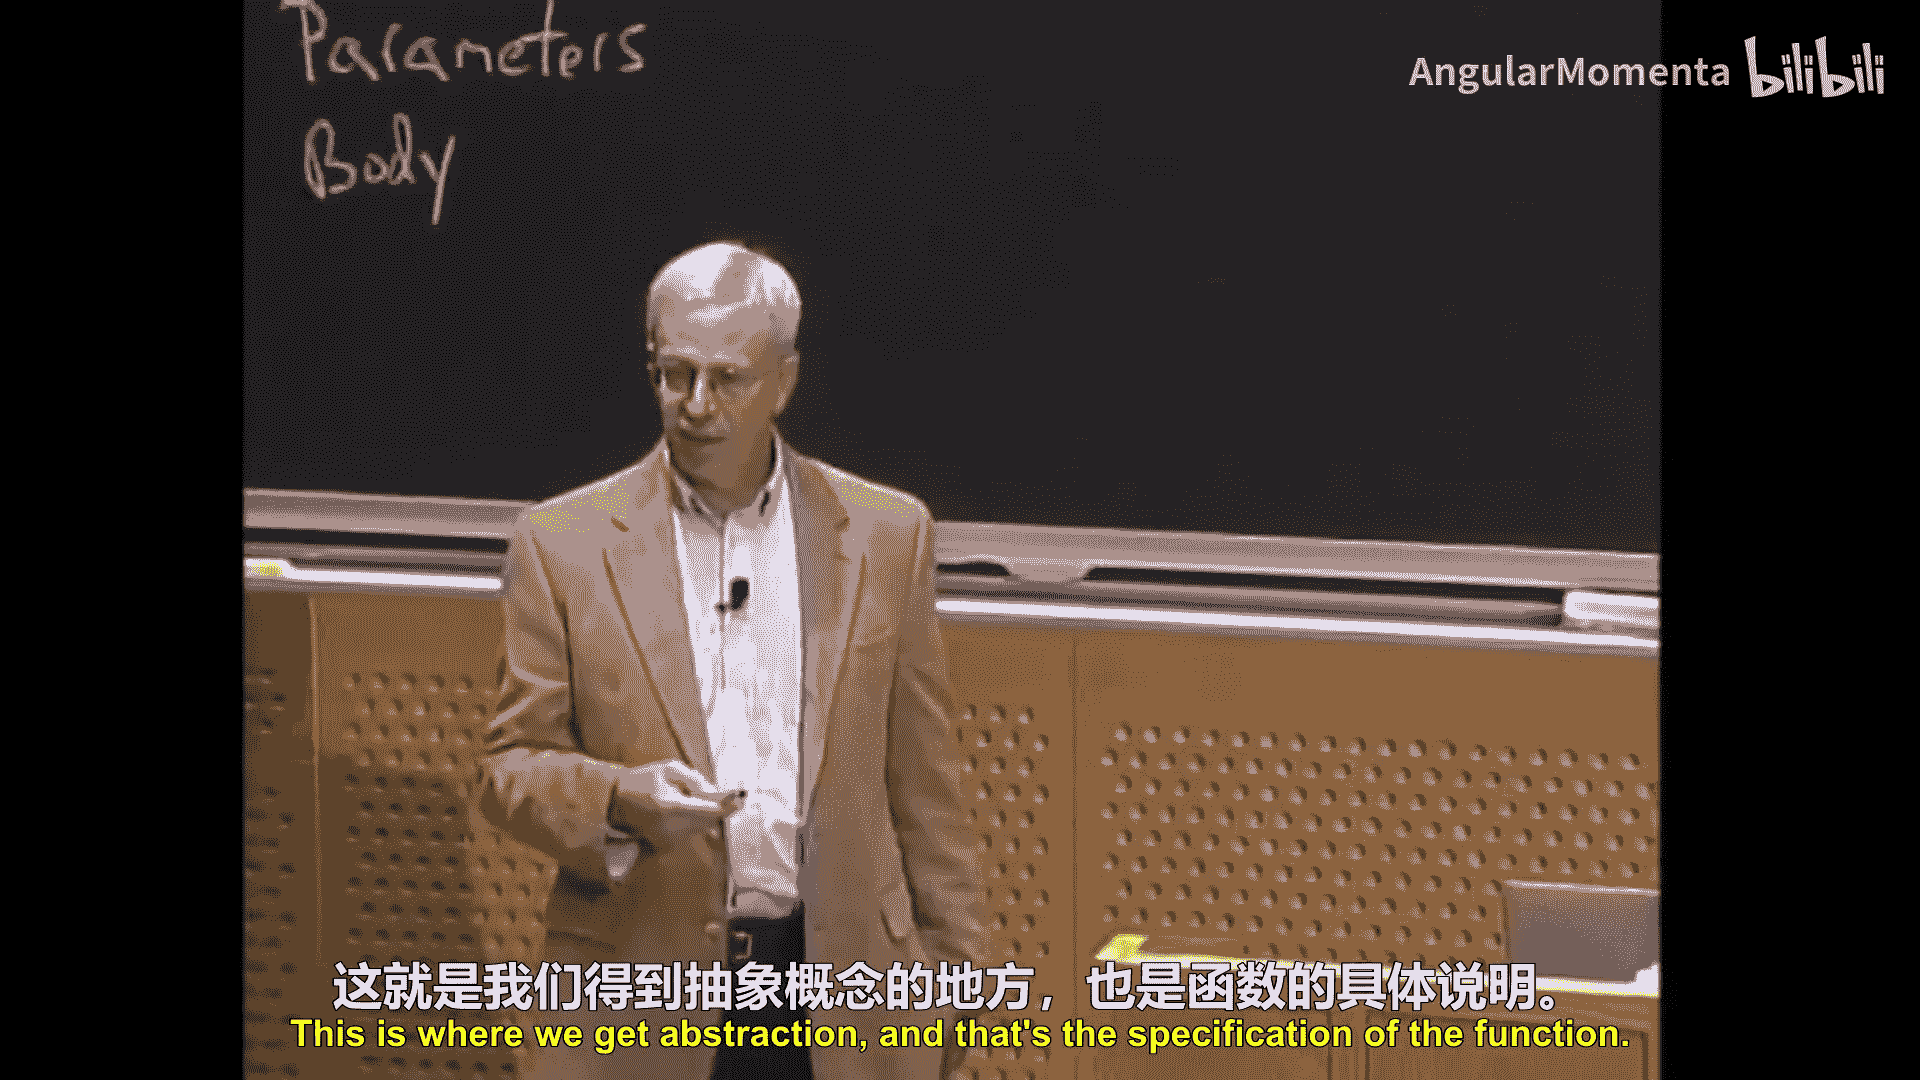 Parameters
Body
AngularMomenta bilibili
这就是我们得到抽象概念的地方，也是函数的具体说明。
This is where we get abstraction, and that's the specification of the function.